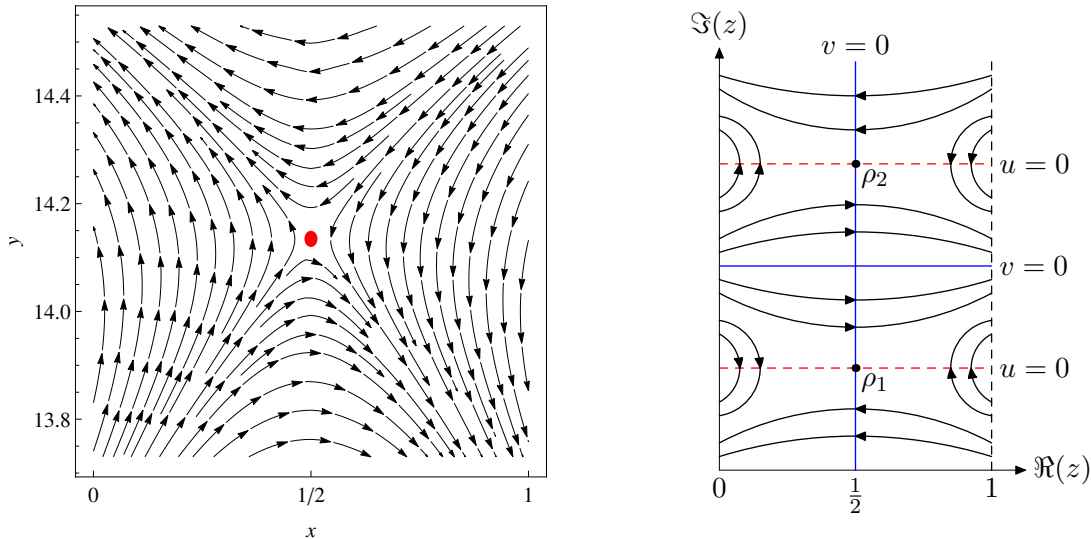 14.4
14.2
14.0
13.8
y
0
1/2
1
x
ℑ(z)
v = 0
ρ₂
u = 0
v = 0
ρ₁
u = 0
ℜ(z)
0
1/2
1